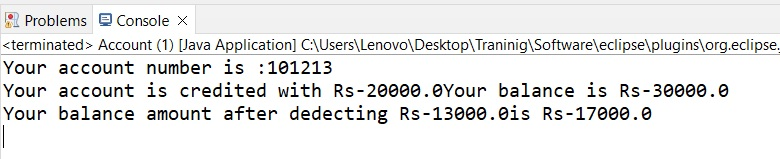 Problems Console
<terminated> Account (1) [Java Application] C:\Users\Lenovo\Desktop\Traninig\Software\eclipse\plugins\org.eclipse.
Your account number is :101213
Your account is credited with Rs-20000.0Your balance is Rs-30000.0
Your balance amount after dedecting Rs-13000.0is Rs-17000.0